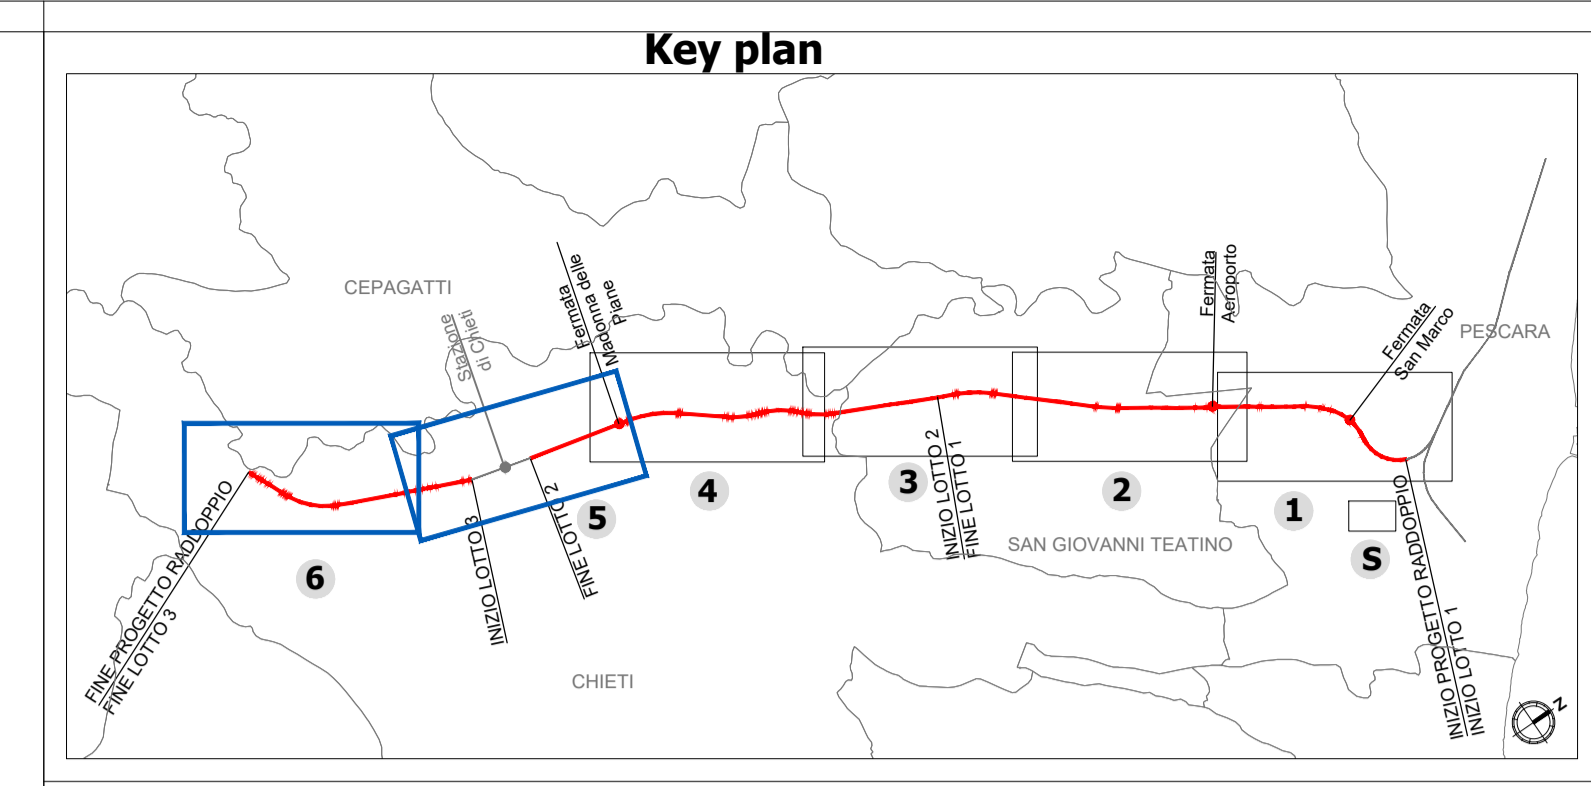 Key plan
CEPAGATTI
Stazione
di Chieti
Fermata
Madonna delle
Piane
Fermata
Aeroporto
Fermata
San Marco
PESCARA
6
5
4
3
2
1
S
FINE PROGETTO RADDOPPIO
FINE LOTTO 3
INIZIO LOTTO 3
FINE LOTTO 2
INIZIO LOTTO 2
FINE LOTTO 1
SAN GIOVANNI TEATINO
INIZIO PROGETTO RADDOPPIO
INIZIO LOTTO 1
CHIETI
N